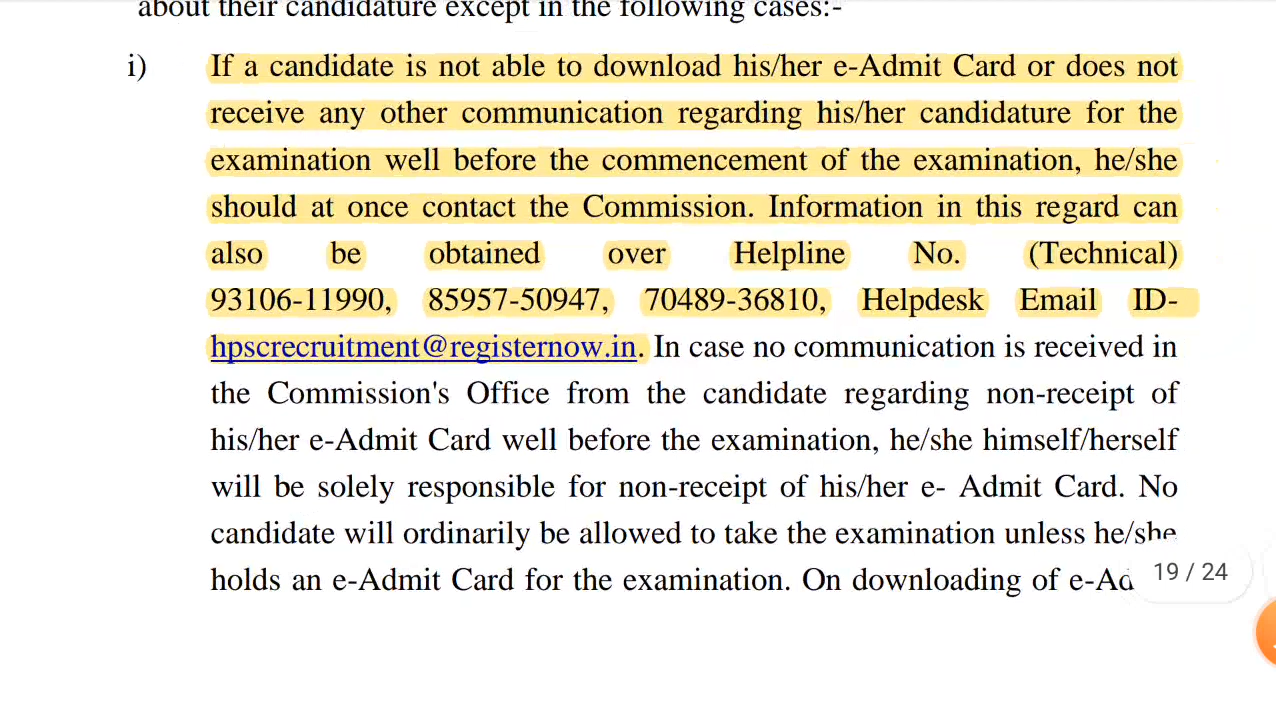 about their candidature except in the following cases:-
i) If a candidate is not able to download his/her e-Admit Card or does not
receive any other communication regarding his/her candidature for the
examination well before the commencement of the examination, he/she
should at once contact the Commission. Information in this regard can
also be obtained over Helpline No. (Technical)
93106-11990, 85957-50947, 70489-36810, Helpdesk Email ID-
hpscrecruitment@registernow.in. In case no communication is received in
the Commission's Office from the candidate regarding non-receipt of
his/her e-Admit Card well before the examination, he/she himself/herself
will be solely responsible for non-receipt of his/her e- Admit Card. No
candidate will ordinarily be allowed to take the examination unless he/she
holds an e-Admit Card for the examination. On downloading of e-Ad
19 / 24